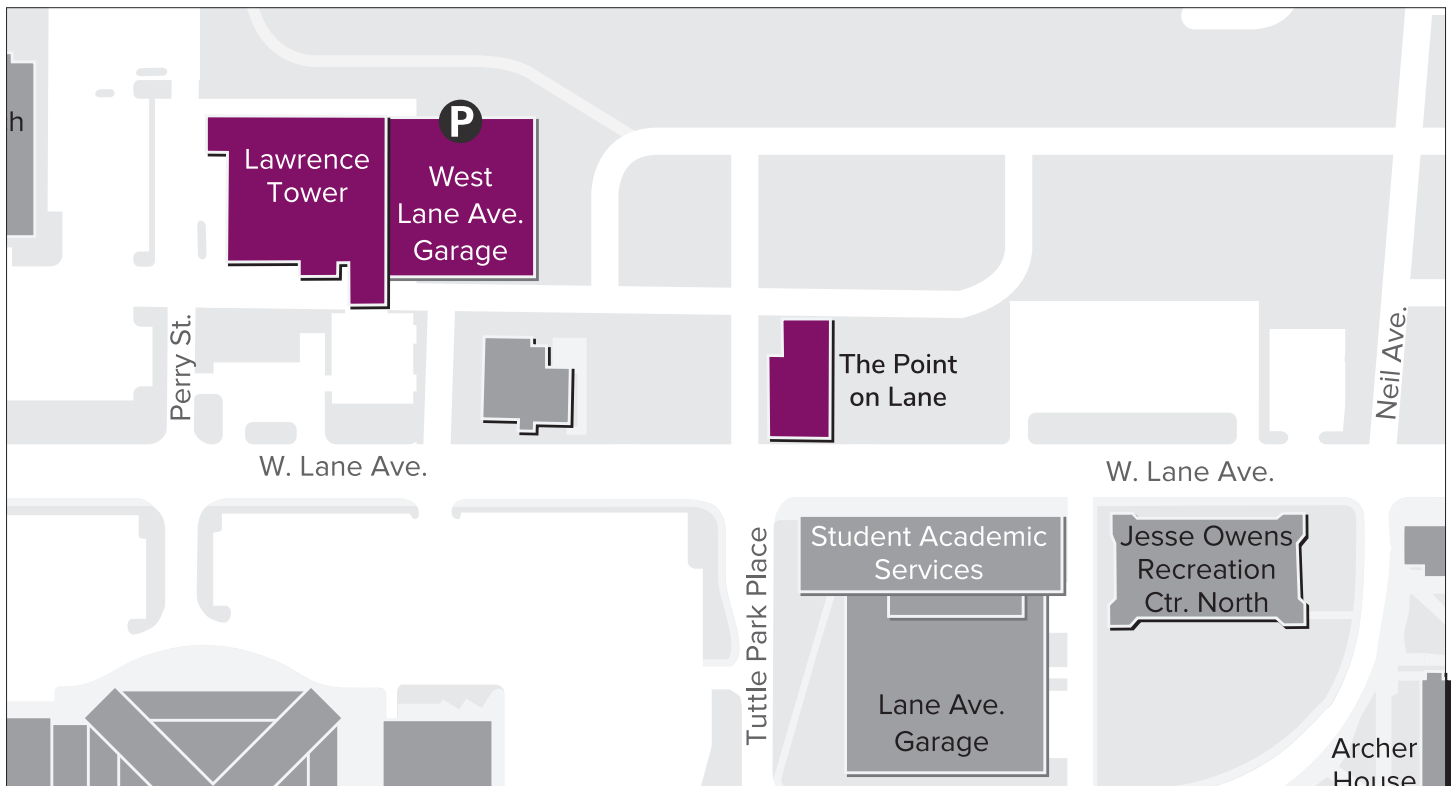 h
P
Lawrence
Tower
West
Lane Ave.
Garage
Perry St.
The Point
on Lane
Neil Ave.
W. Lane Ave.
W. Lane Ave.
Tuttle Park Place
Student Academic
Services
Jesse Owens
Recreation
Ctr. North
Lane Ave.
Garage
Archer
House